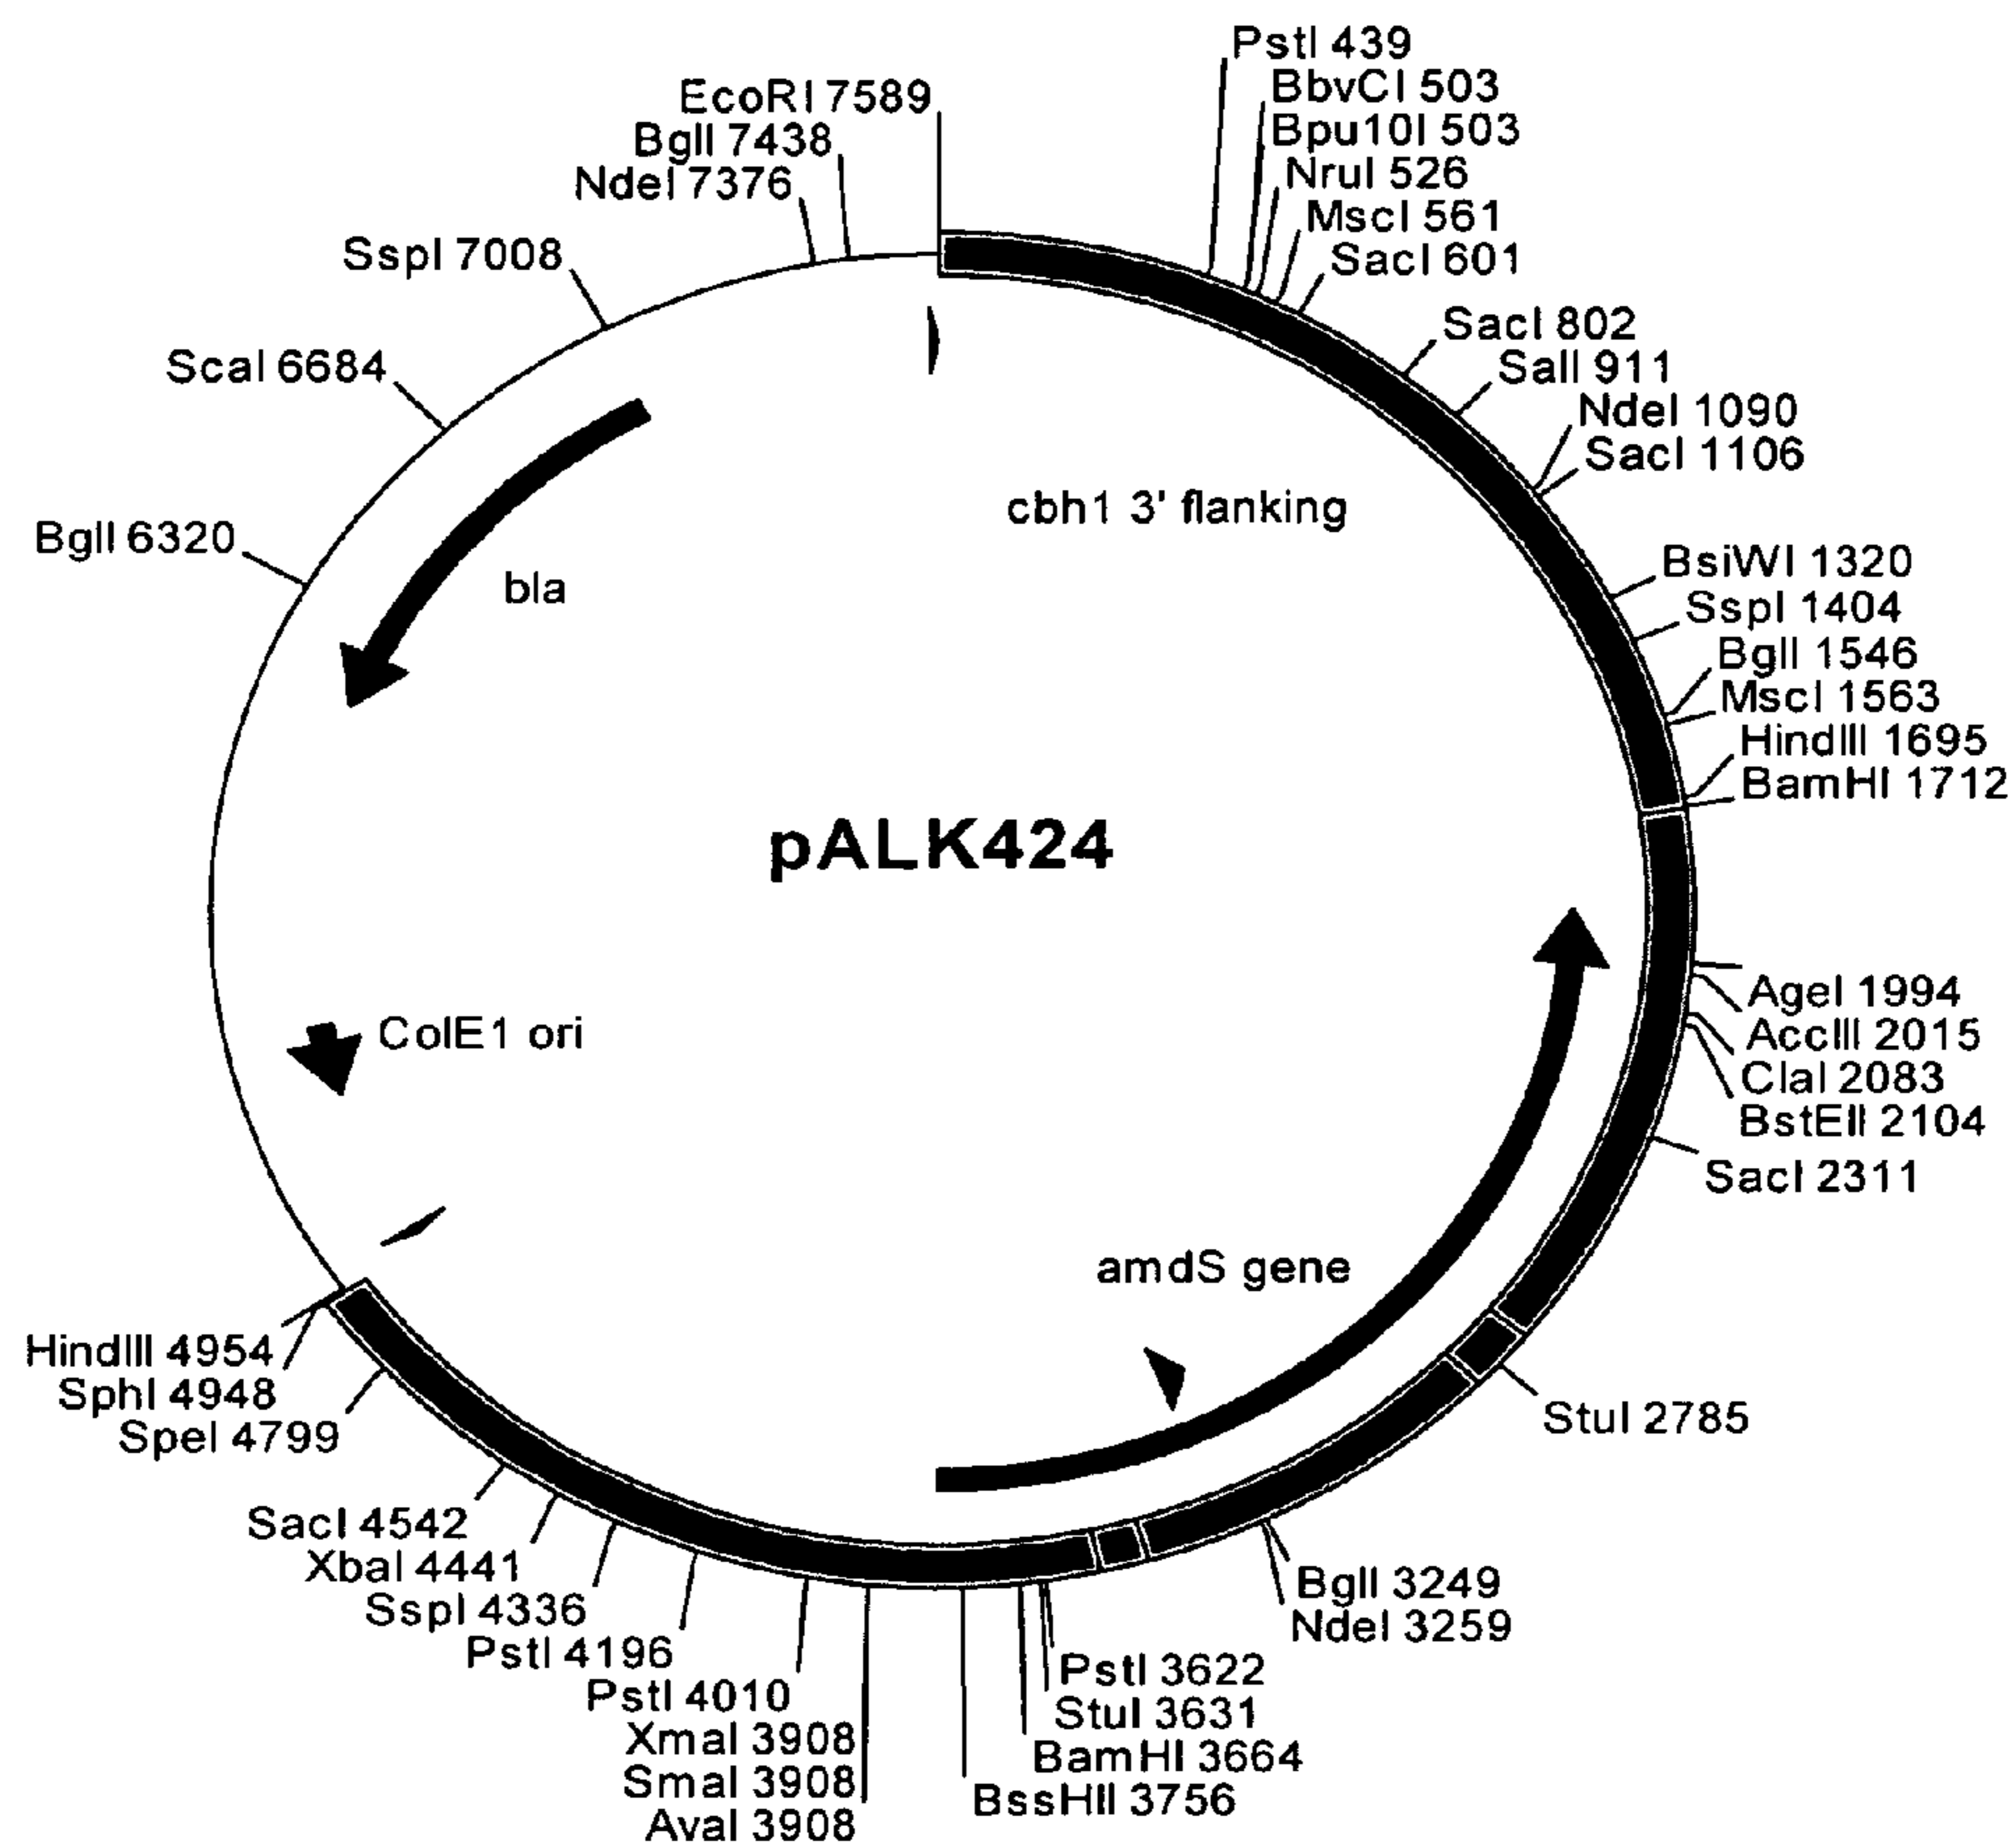 PstI 439
BbvCI 503
Bpu10I 503
NruI 526
MscI 561
SacI 601
SacI 802
SalI 911
NdeI 1090
SacI 1106
BsiWI 1320
SspI 1404
BglI 1546
MscI 1563
HindIII 1695
BamHI 1712
AgeI 1994
AccIII 2015
ClaI 2083
BstEII 2104
SacI 2311
StuI 2785
BglI 3249
NdeI 3259
PstI 3622
StuI 3631
BamHI 3664
BssHII 3756
AvaI 3908
SmaI 3908
XmaI 3908
PstI 4010
PstI 4196
SspI 4336
XbaI 4441
SacI 4542
SpeI 4799
SphI 4948
HindIII 4954
BglI 6320
ScaI 6684
SspI 7008
NdeI 7376
BglI 7438
EcoRI 7589
cbh1 3' flanking
bla
pALK424
ColE1 ori
amdS gene